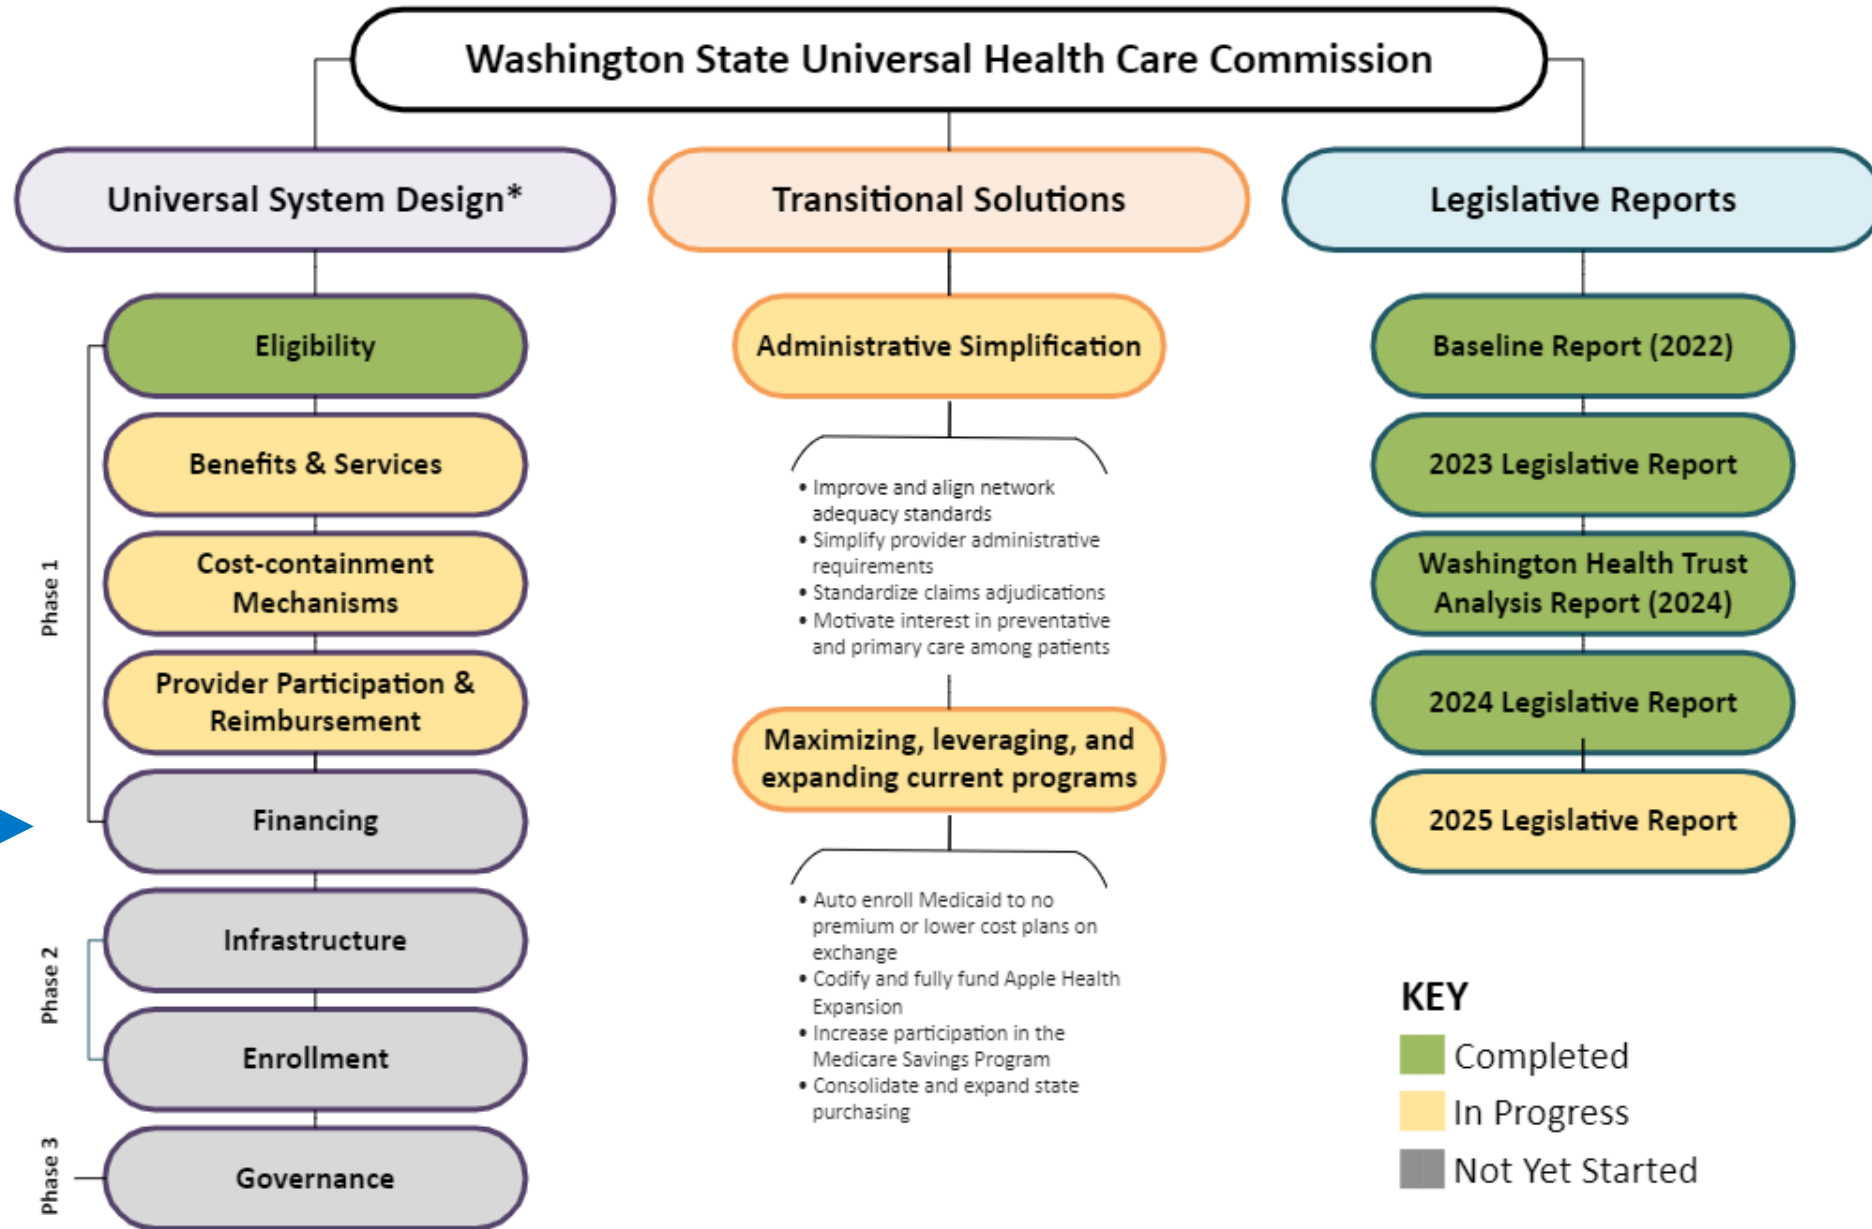 Washington State Universal Health Care Commission
Universal System Design*
Transitional Solutions
Legislative Reports
Phase 1
Eligibility
Benefits & Services
Cost-containment
Mechanisms
Provider Participation &
Reimbursement
Financing
Phase 2
Infrastructure
Enrollment
Phase 3
Governance
Administrative Simplification
• Improve and align network
adequacy standards
• Simplify provider administrative
requirements
• Standardize claims adjudications
• Motivate interest in preventative
and primary care among patients
Maximizing, leveraging, and
expanding current programs
• Auto enroll Medicaid to no
premium or lower cost plans on
exchange
• Codify and fully fund Apple Health
Expansion
• Increase participation in the
Medicare Savings Program
• Consolidate and expand state
purchasing
Baseline Report (2022)
2023 Legislative Report
Washington Health Trust
Analysis Report (2024)
2024 Legislative Report
2025 Legislative Report
KEY
Completed
In Progress
Not Yet Started